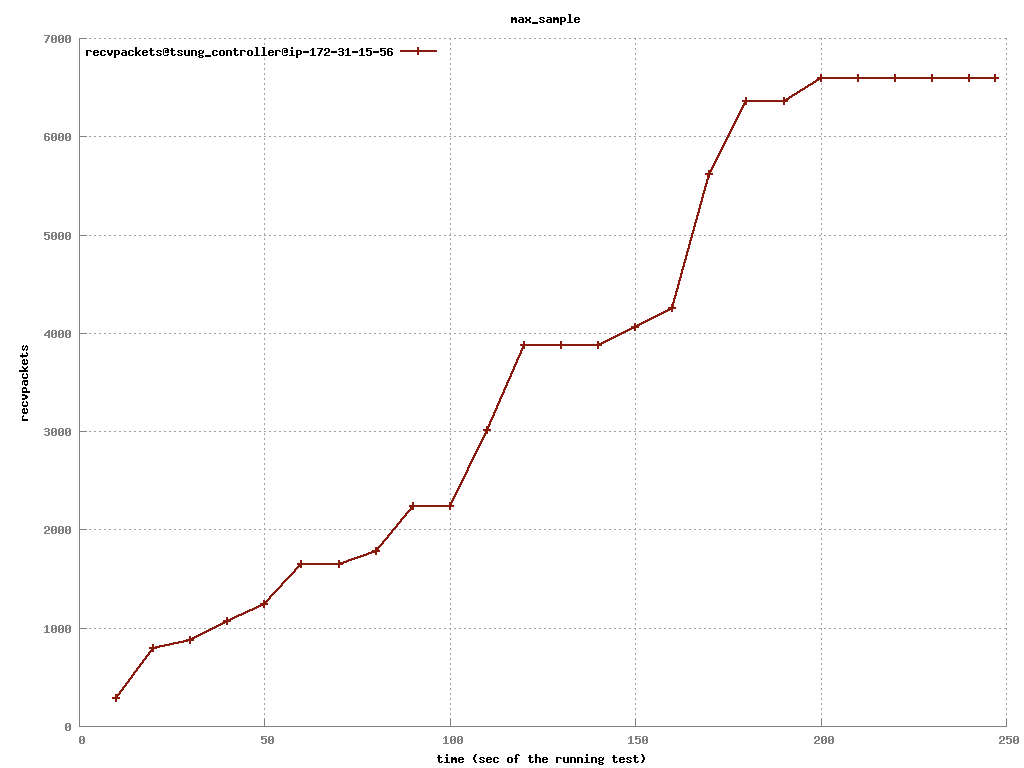 max_sample
7000
recvpackets@tsung_controller@ip-172-31-15-56
6000
5000
4000
recvpackets
3000
2000
1000
0
0 50 100 150 200 250
time (sec of the running test)